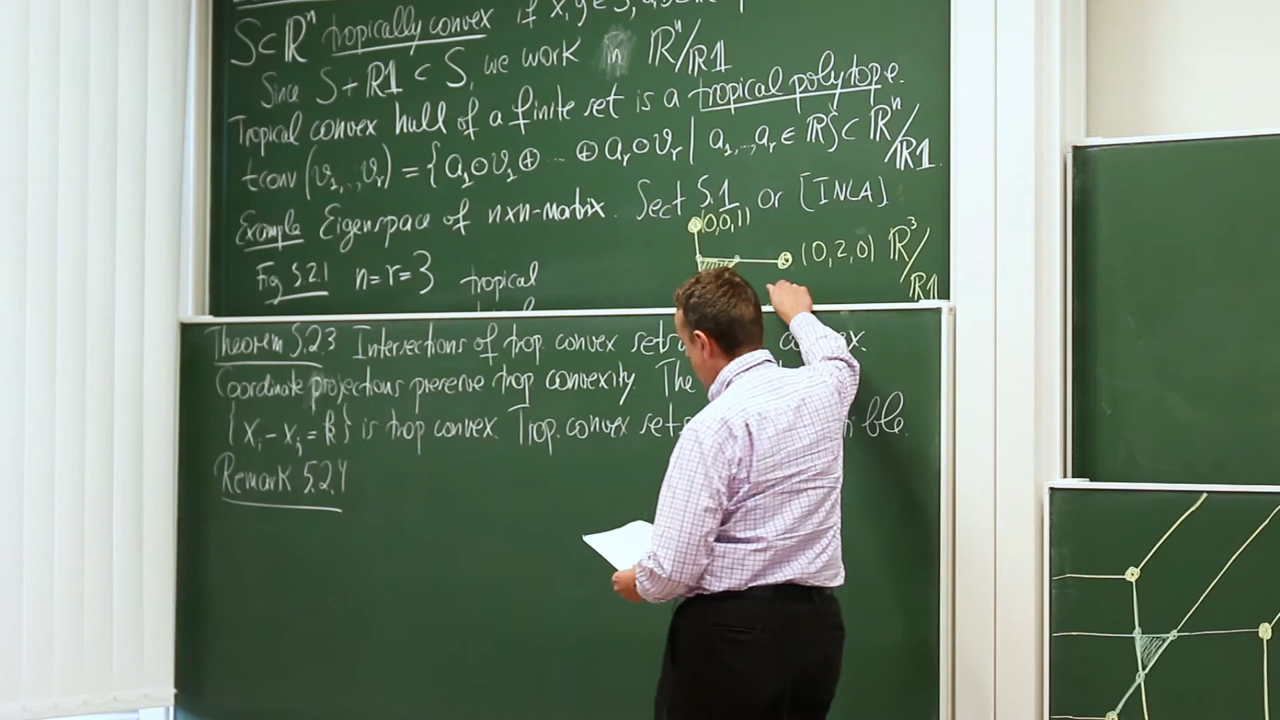 S⊂ℝⁿ tropically convex if x,y∈S,
Since S+ℝ𝟙 ⊂ S, we work in ℝⁿ/ℝ𝟙
Tropical convex hull of a finite set is a tropical polytope.
tconv(v₁,..,vᵣ) = {a₁⊙v₁⊕ ... ⊕ aᵣ⊙vᵣ | a₁,..,aᵣ ∈ ℝ} ⊂ ℝⁿ/ℝ𝟙.
Example Eigenspace of n×n-matrix. Sect 5.1 or [INLA]
(0,0,1)
Fig 5.2.1 n=r=3 tropical (0,2,0) ℝ³/ℝ𝟙
Theorem 5.2.3 Intersections of trop. convex sets
Coordinate projections preserve trop convexity. The
{xᵢ-xⱼ=k} is trop convex. Trop. convex sets
Remark 5.2.4